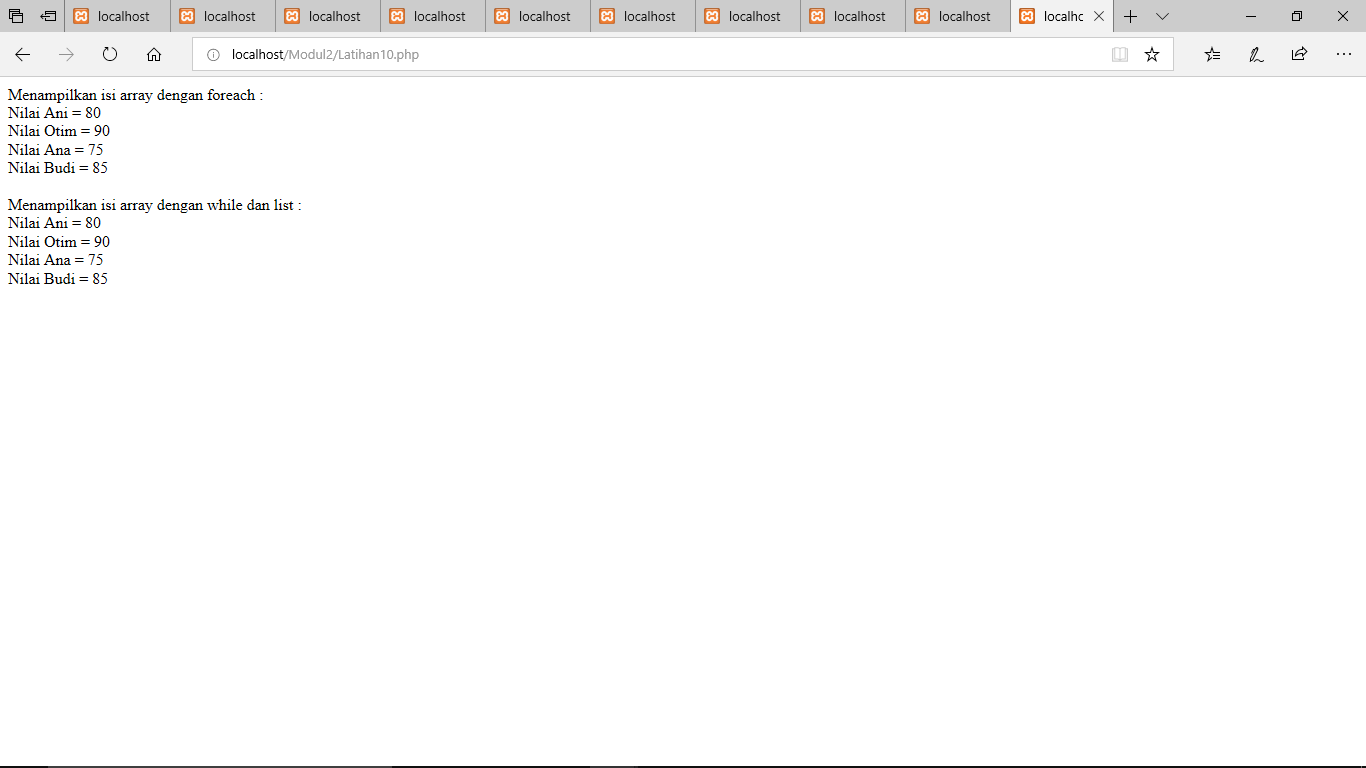 localhost localhost localhost localhost localhost localhost localhost localhost localhost localhc
localhost/Modul2/Latihan10.php
Menampilkan isi array dengan foreach :
Nilai Ani = 80
Nilai Otim = 90
Nilai Ana = 75
Nilai Budi = 85
Menampilkan isi array dengan while dan list :
Nilai Ani = 80
Nilai Otim = 90
Nilai Ana = 75
Nilai Budi = 85